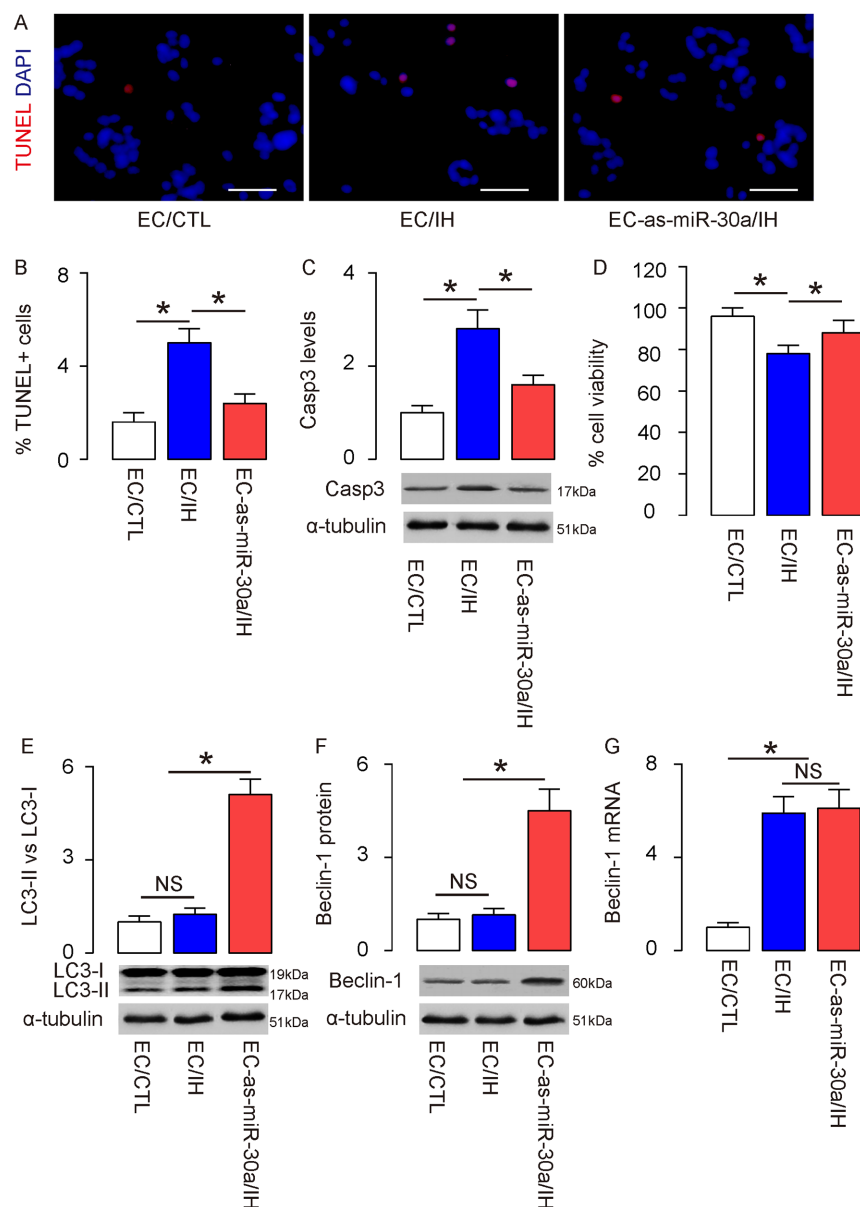 A
TUNEL DAPI
EC/CTL
EC/IH
EC-as-miR-30a/IH
B
% TUNEL+ cells
8
4
0
*
*
EC/CTL
EC/IH
EC-as-miR-30a/IH
C
Casp3 levels
4
2
0
*
*
Casp3
17kDa
α-tubulin
51kDa
EC/CTL
EC/IH
EC-as-miR-30a/IH
D
% cell viability
120
100
80
60
40
20
0
*
*
EC/CTL
EC/IH
EC-as-miR-30a/IH
E
LC3-II vs LC3-I
6
3
0
*
NS
LC3-I
19kDa
LC3-II
17kDa
α-tubulin
51kDa
EC/CTL
EC/IH
EC-as-miR-30a/IH
F
Beclin-1 protein
6
4
2
0
*
NS
Beclin-1
60kDa
α-tubulin
51kDa
EC/CTL
EC/IH
EC-as-miR-30a/IH
G
Beclin-1 mRNA
8
4
0
*
NS
EC/CTL
EC/IH
EC-as-miR-30a/IH